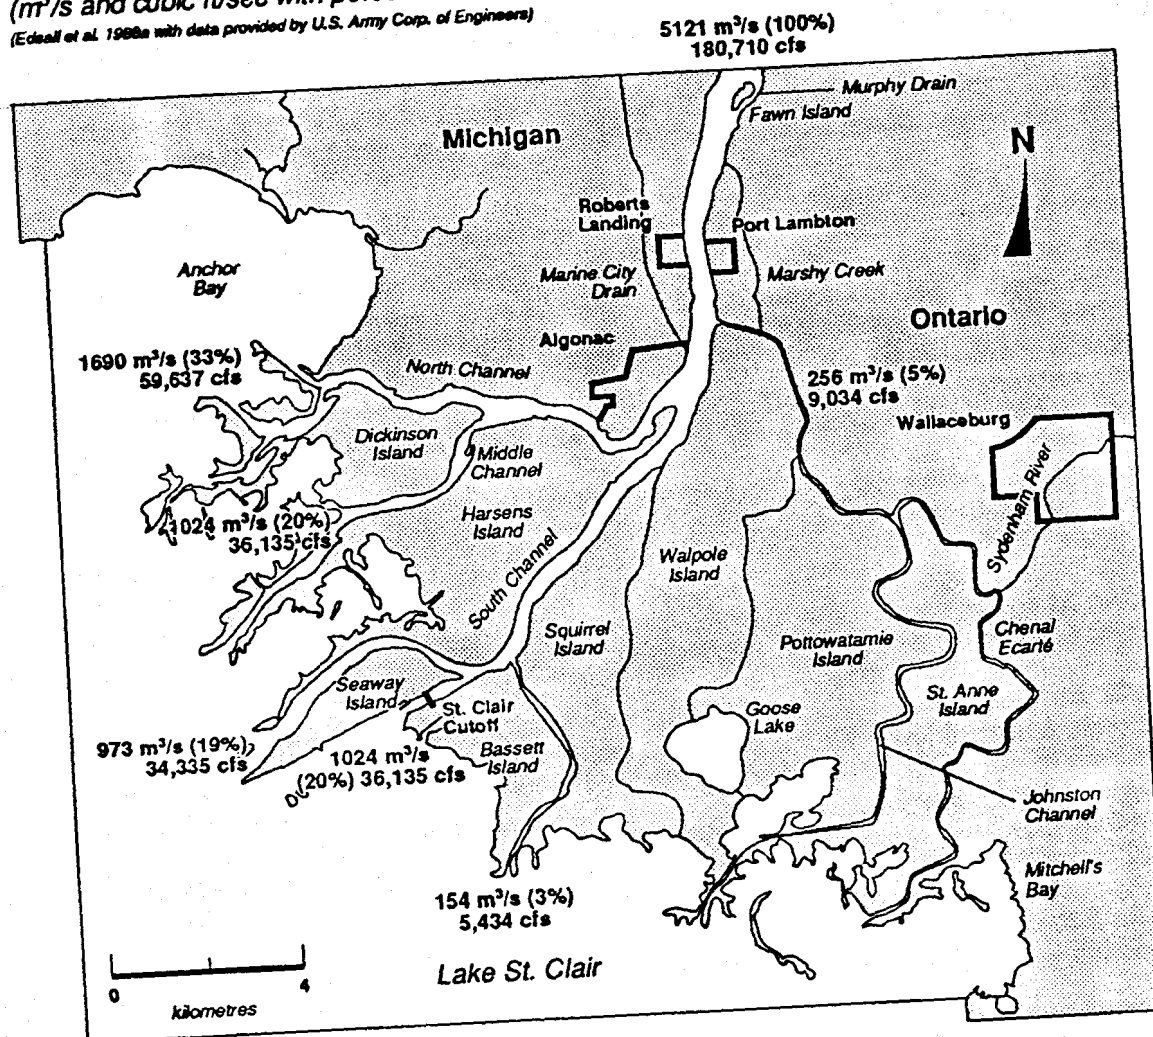 (m³/s and cubic ft/sec with
(Edsall et al. 1988a with data provided by U.S. Army Corp. of Engineers)
5121 m³/s (100%)
180,710 cfs
Murphy Drain
Fawn Island
Michigan
N
Roberts
Landing
Port Lambton
Anchor
Bay
Marine City
Drain
Marshy Creek
Ontario
Algonac
1690 m³/s (33%)
59,637 cfs
North Channel
256 m³/s (5%)
9,034 cfs
Wallaceburg
Dickinson
Island
Middle
Channel
Sydenham River
1024 m³/s (20%)
36,135 cfs
Harsens
Island
South Channel
Walpole
Island
Squirrel
Island
Pottowatamie
Island
Chenal
Ecarté
Seaway
Island
St. Clair
Cutoff
St. Anne
Island
Goose
Lake
973 m³/s (19%)
34,335 cfs
1024 m³/s
(20%) 36,135 cfs
Bassett
Island
Johnston
Channel
Mitchell's
Bay
154 m³/s (3%)
5,434 cfs
Lake St. Clair
0 4
kilometres